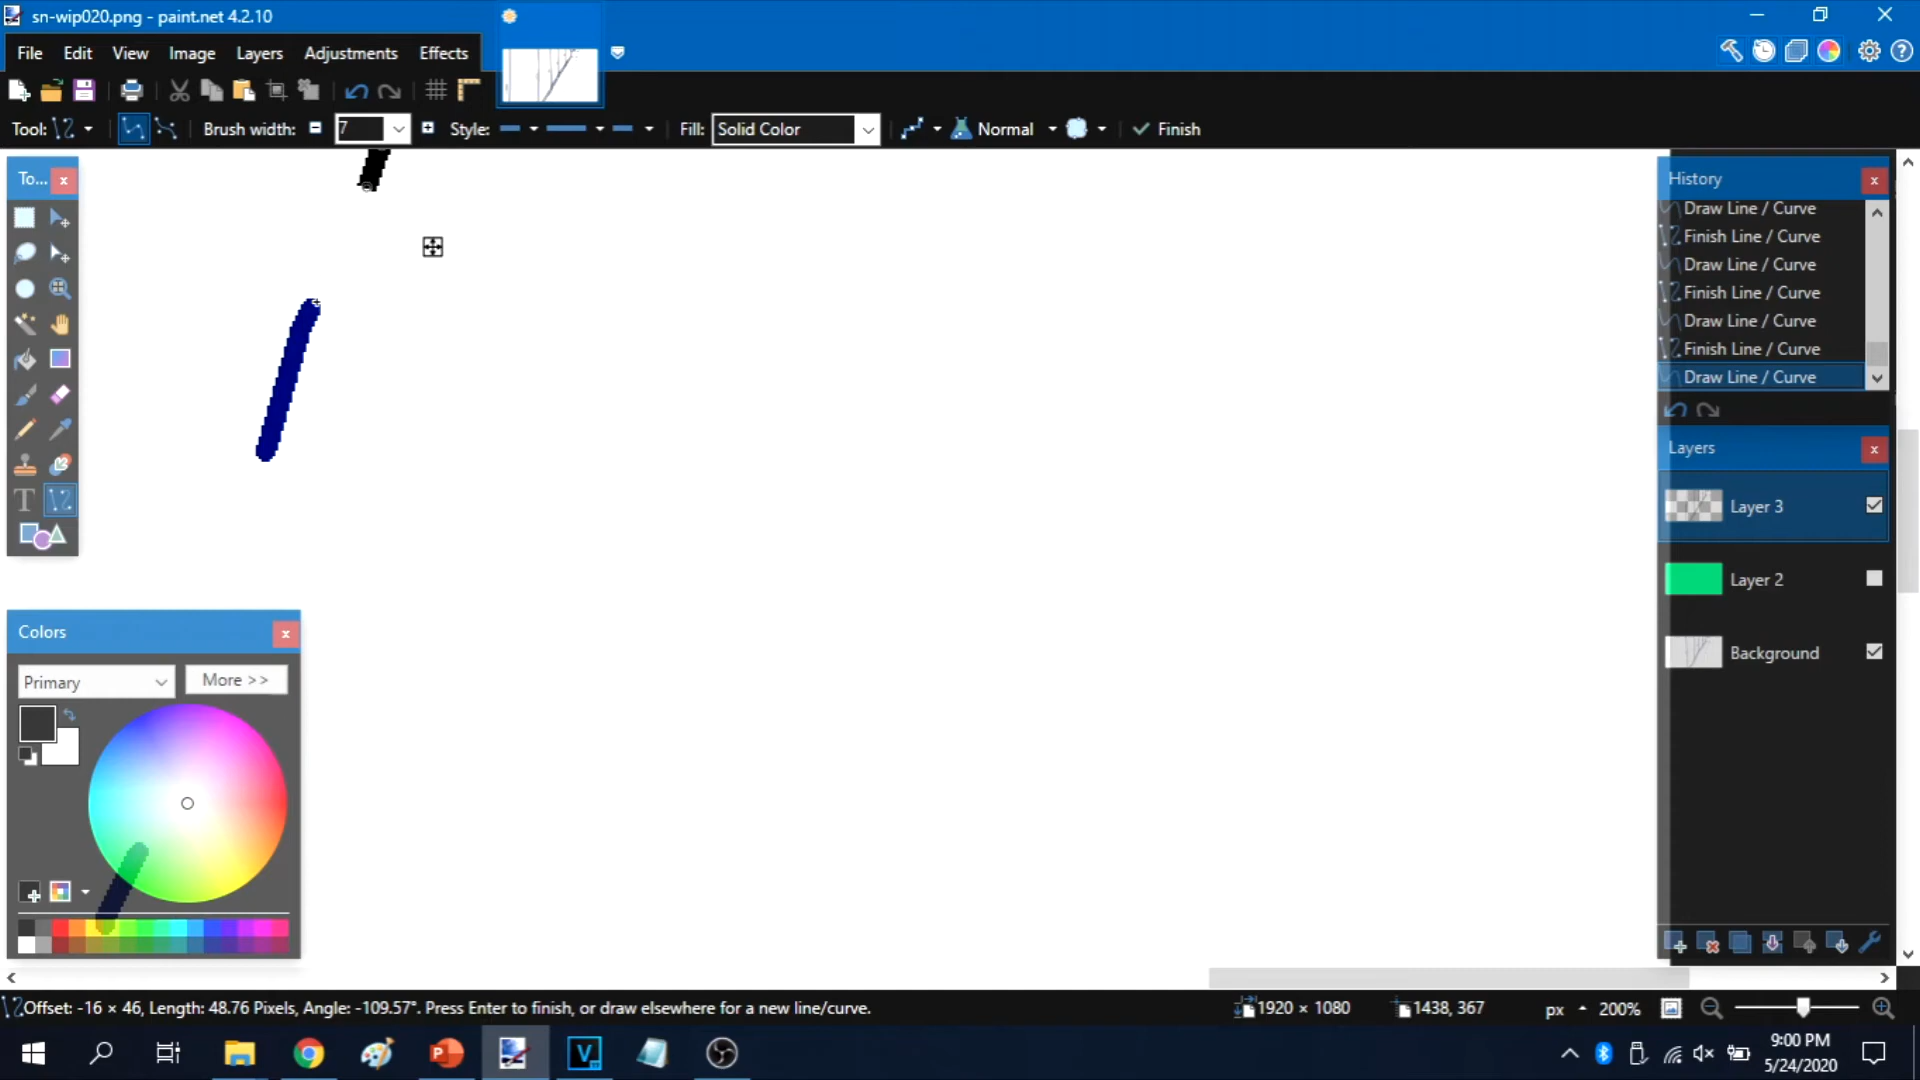 sn-wip020.png - paint.net 4.2.10
File Edit View Image Layers Adjustments Effects
Tool: Brush width: 7 Style: Fill: Solid Color Normal Finish
To... x
History x
Draw Line / Curve
Finish Line / Curve
Draw Line / Curve
Finish Line / Curve
Draw Line / Curve
Finish Line / Curve
Draw Line / Curve
Layers x
Layer 3
Layer 2
Background
Colors x
Primary More >>
Offset: -16 × 46, Length: 48.76 Pixels, Angle: -109.57°. Press Enter to finish, or draw elsewhere for a new line/curve. 1920 × 1080 1438, 367 px 200%
9:00 PM
5/24/2020